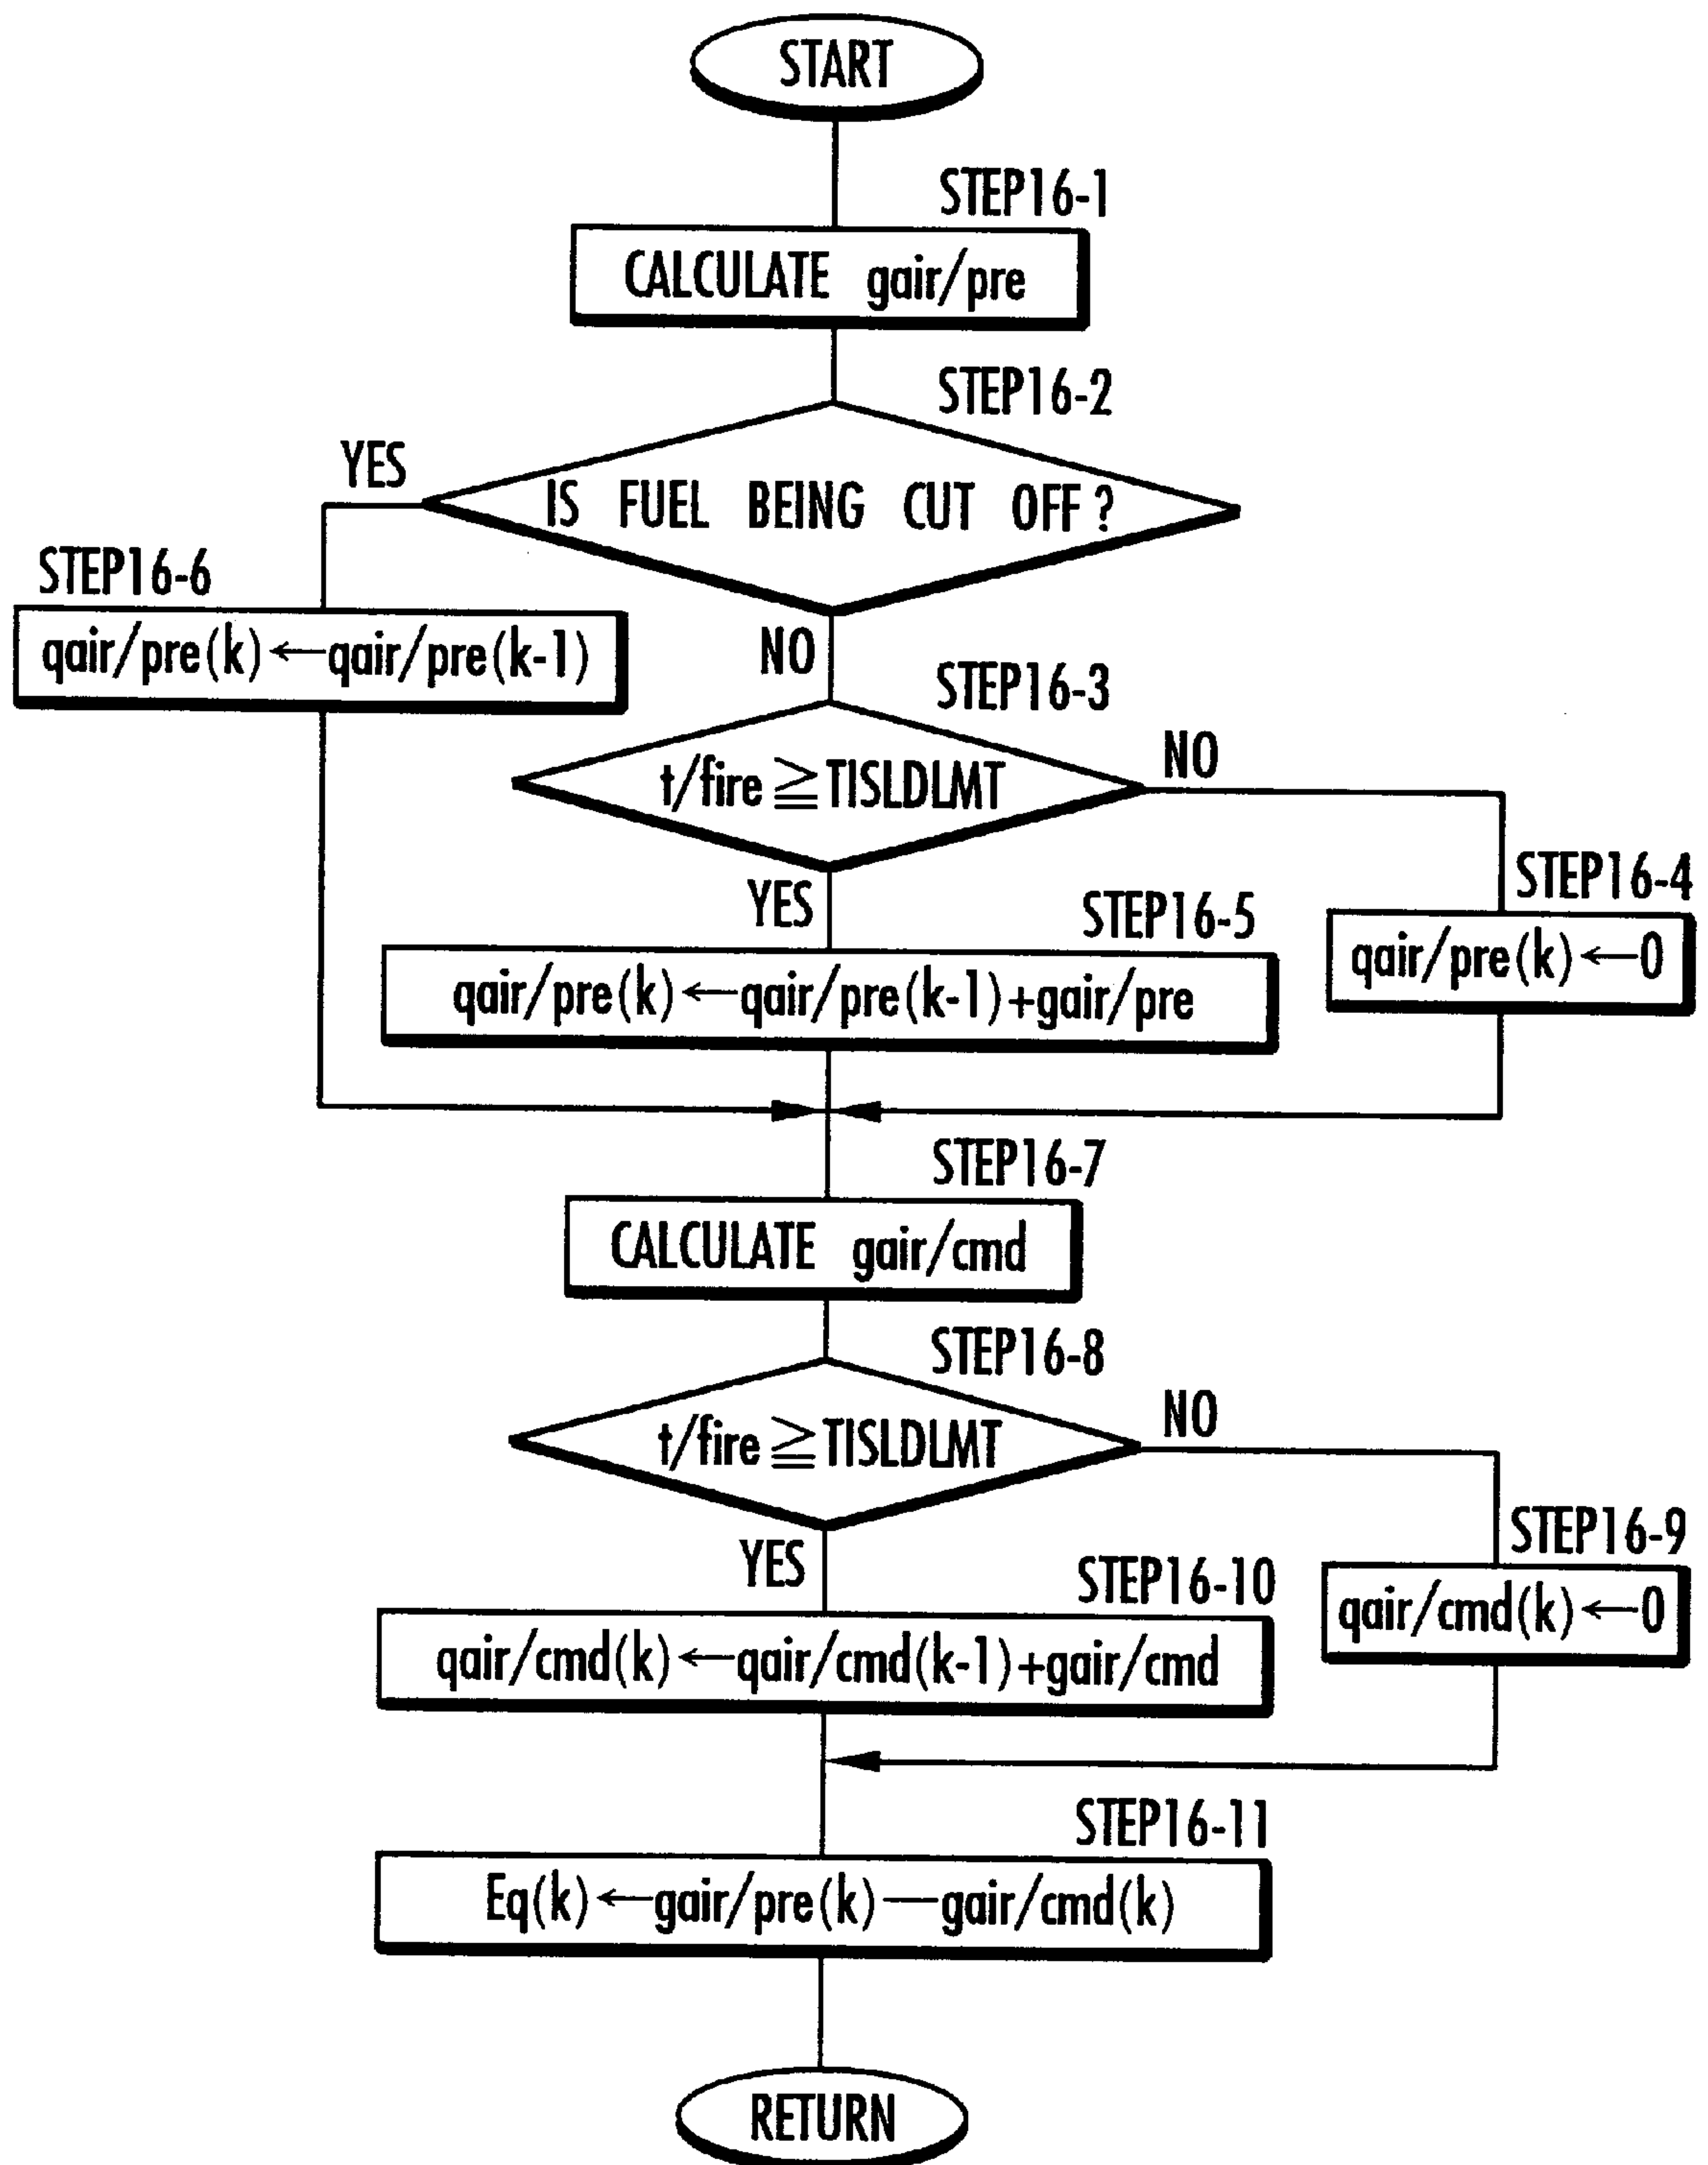 START
STEP16-1
CALCULATE gair/pre
STEP16-2
YES
IS FUEL BEING CUT OFF?
STEP16-6
qair/pre(k)←qair/pre(k-1)
NO
STEP16-3
t/fire≧TISLDLMT
NO
STEP16-4
qair/pre(k)←0
YES
STEP16-5
qair/pre(k)←qair/pre(k-1)+gair/pre
STEP16-7
CALCULATE gair/cmd
STEP16-8
t/fire≧TISLDLMT
NO
STEP16-9
qair/cmd(k)←0
YES
STEP16-10
qair/cmd(k)←qair/cmd(k-1)+gair/cmd
STEP16-11
Eq(k)←gair/pre(k)—gair/cmd(k)
RETURN